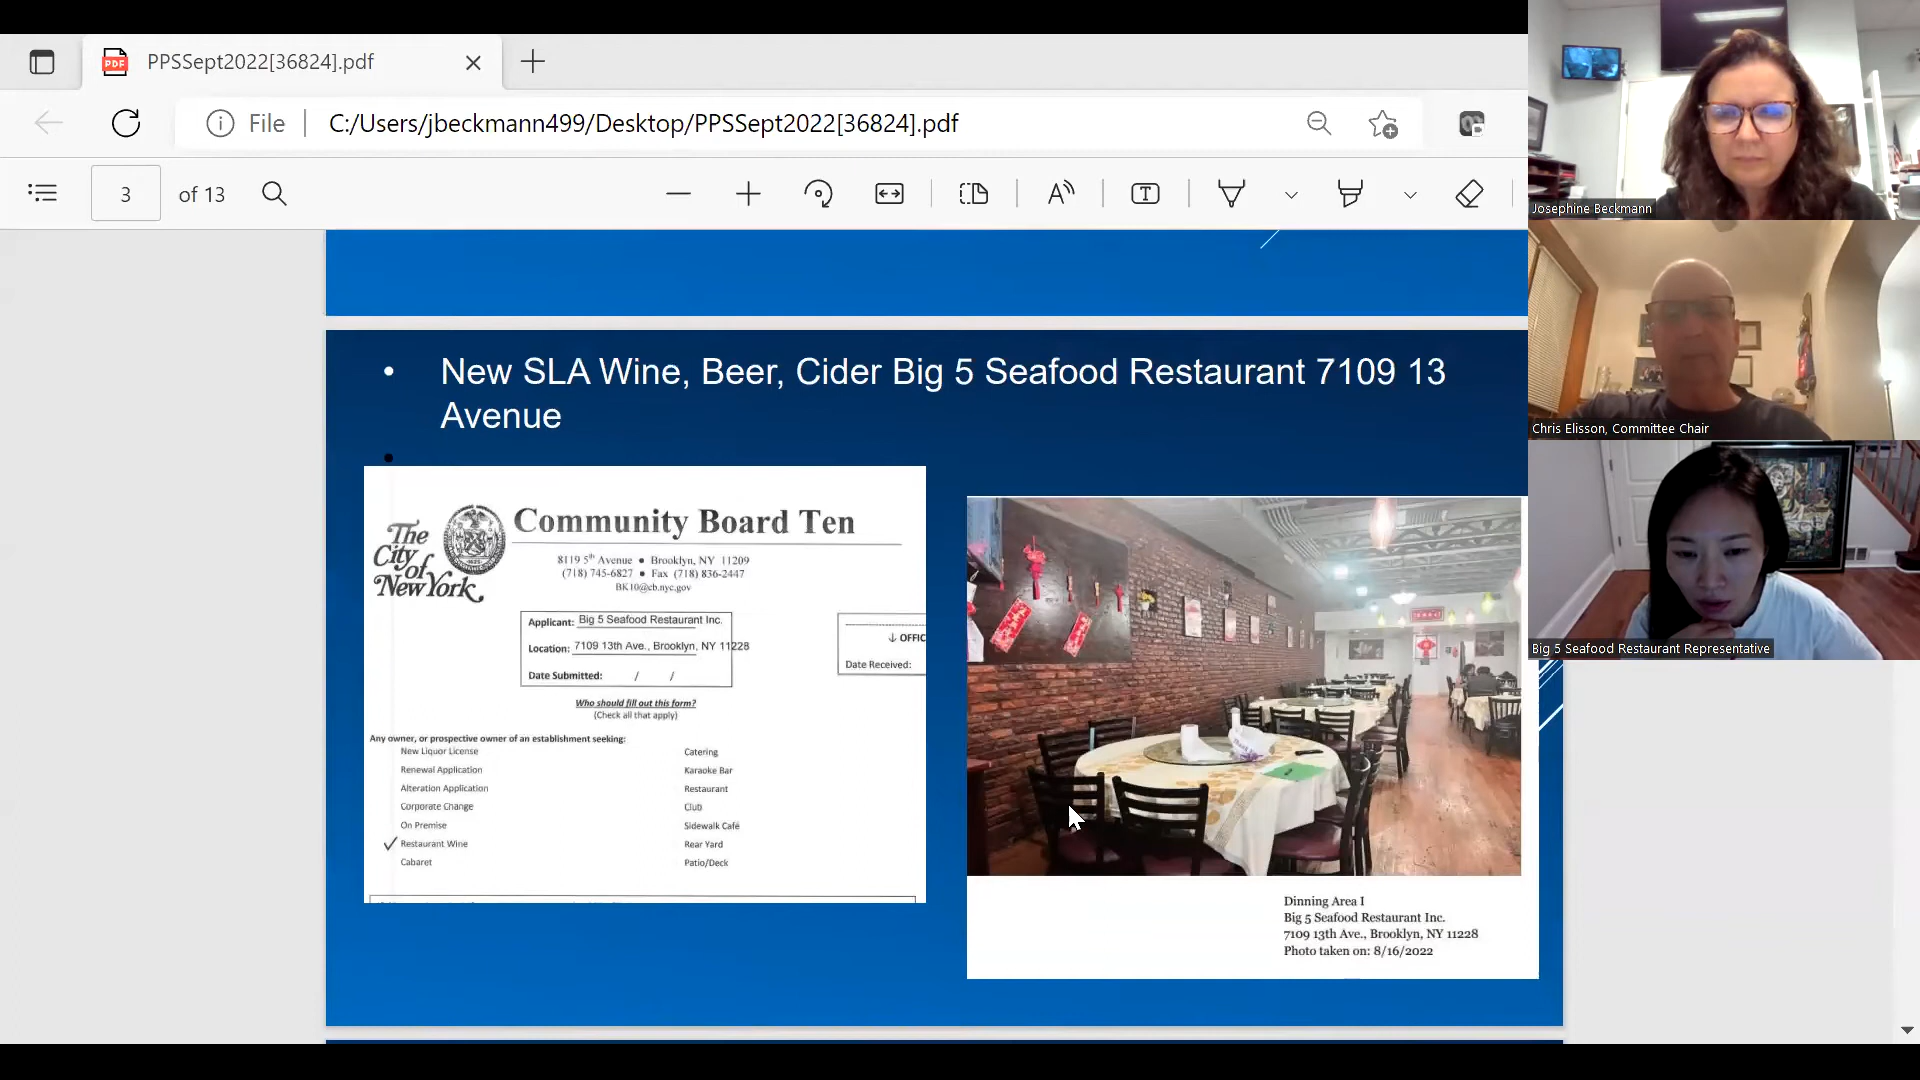 PPSSept2022[36824].pdf
File
C:/Users/jbeckmann499/Desktop/PPSSept2022[36824].pdf
3 of 13
New SLA Wine, Beer, Cider Big 5 Seafood Restaurant 7109 13
Avenue
The
City
of
New York
Community Board Ten
8119 5th Avenue ● Brooklyn, NY 11209
(718) 745-6827 ● Fax (718) 836-2447
BK10@cb.nyc.gov
Applicant: Big 5 Seafood Restaurant Inc.
Location: 7109 13th Ave., Brooklyn, NY 11228
Date Submitted: / /
↓ OFFIC
Date Received:
Who should fill out this form?
(Check all that apply)
Any owner, or prospective owner of an establishment seeking:
New Liquor License
Renewal Application
Alteration Application
Corporate Change
On Premise
Restaurant Wine
Cabaret
Catering
Karaoke Bar
Restaurant
Club
Sidewalk Café
Rear Yard
Patio/Deck
Dinning Area I
Big 5 Seafood Restaurant Inc.
7109 13th Ave., Brooklyn, NY 11228
Photo taken on: 8/16/2022
Josephine Beckmann
Chris Elisson, Committee Chair
Big 5 Seafood Restaurant Representative